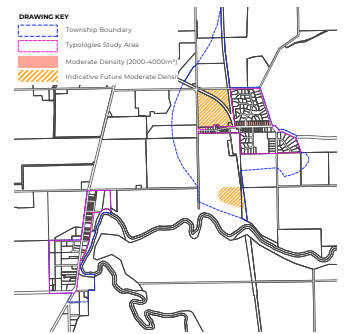 DRAWING KEY
Township Boundary
Typologies Study Area
Moderate Density (2000-4000m²)
Indicative Future Moderate Densi